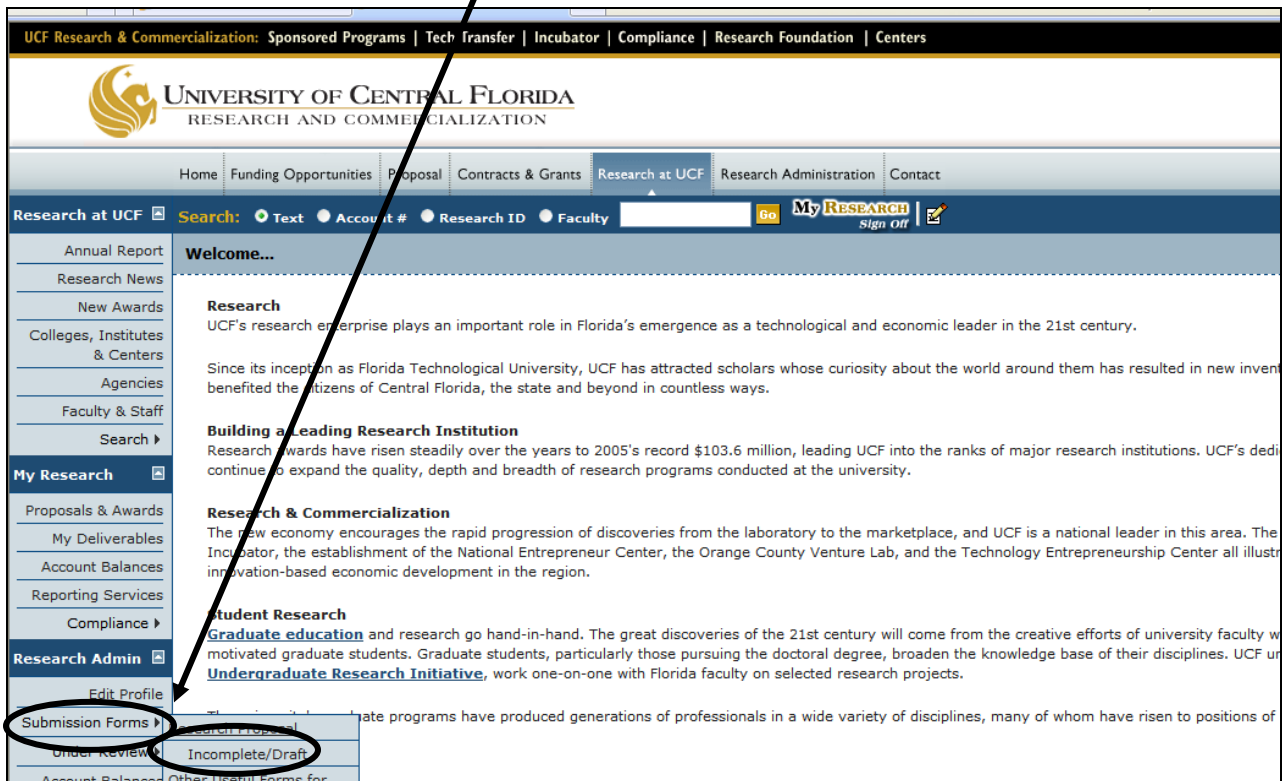 UCF Research & Commercialization: Sponsored Programs | Tech Transfer | Incubator | Compliance | Research Foundation | Centers
UNIVERSITY OF CENTRAL FLORIDA
RESEARCH AND COMMERCIALIZATION
Home Funding Opportunities Proposal Contracts & Grants Research at UCF Research Administration Contact
Research at UCF Search: Text Account # Research ID Faculty Go My RESEARCH
Sign Off
Annual Report
Research News
New Awards
Colleges, Institutes
& Centers
Agencies
Faculty & Staff
Search
My Research
Proposals & Awards
My Deliverables
Account Balances
Reporting Services
Compliance
Research Admin
Edit Profile
Submission Forms
Under Review
Account Balances
Research Proposal
Incomplete/Draft
Other Useful Forms for
Welcome...
Research
UCF's research enterprise plays an important role in Florida's emergence as a technological and economic leader in the 21st century.
Since its inception as Florida Technological University, UCF has attracted scholars whose curiosity about the world around them has resulted in new invent
benefited the citizens of Central Florida, the state and beyond in countless ways.
Building a Leading Research Institution
Research awards have risen steadily over the years to 2005's record $103.6 million, leading UCF into the ranks of major research institutions. UCF's dedi
continue to expand the quality, depth and breadth of research programs conducted at the university.
Research & Commercialization
The new economy encourages the rapid progression of discoveries from the laboratory to the marketplace, and UCF is a national leader in this area. The
Incubator, the establishment of the National Entrepreneur Center, the Orange County Venture Lab, and the Technology Entrepreneurship Center all illustr
innovation-based economic development in the region.
Student Research
Graduate education and research go hand-in-hand. The great discoveries of the 21st century will come from the creative efforts of university faculty w
motivated graduate students. Graduate students, particularly those pursuing the doctoral degree, broaden the knowledge base of their disciplines. UCF un
Undergraduate Research Initiative, work one-on-one with Florida faculty on selected research projects.
programs have produced generations of professionals in a wide variety of disciplines, many of whom have risen to positions of